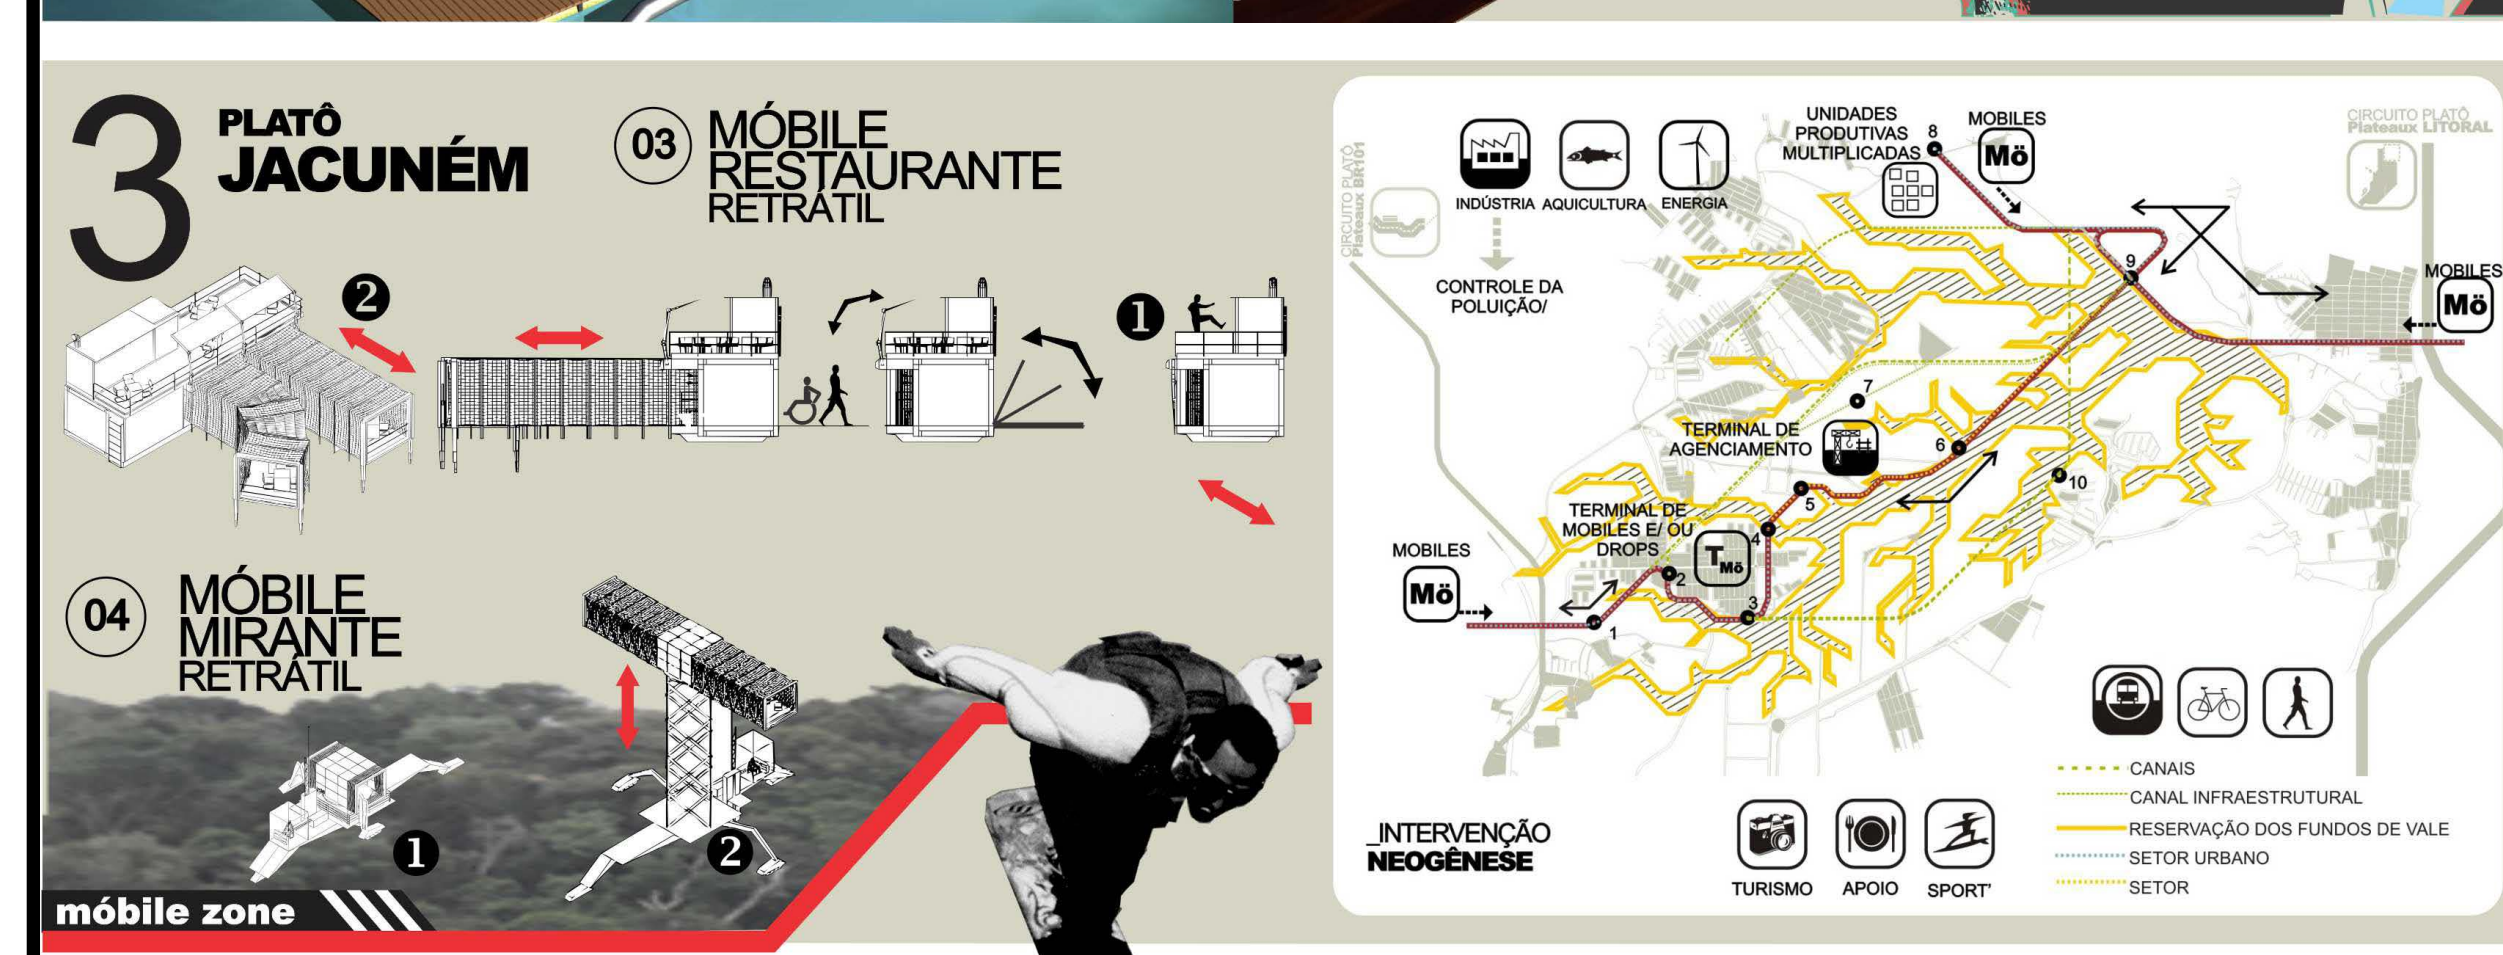 3
PLATÔ
JACUNÉM
03
MÓBILE
RESTAURANTE
RETRÁTIL
2
1
04
MÓBILE
MIRANTE
RETRÁTIL
1
2
móbile zone
CIRCUITO PLATÔ
Plateaux BR101
INDÚSTRIA
AQUICULTURA
ENERGIA
CONTROLE DA
POLUIÇÃO/
UNIDADES
PRODUTIVAS
MULTIPLICADAS
8
MOBILES
Mö
CIRCUITO PLATÔ
Plateaux LITORAL
9
MOBILES
Mö
7
TERMINAL DE
AGENCIAMENTO
6
10
5
TERMINAL DE
MOBILES E/ OU
DROPS
4
TMö
MOBILES
Mö
2
3
1
_INTERVENÇÃO
NEOGÊNESE
TURISMO
APOIO
SPORT'
CANAIS
CANAL INFRAESTRUTURAL
RESERVAÇÃO DOS FUNDOS DE VALE
SETOR URBANO
SETOR